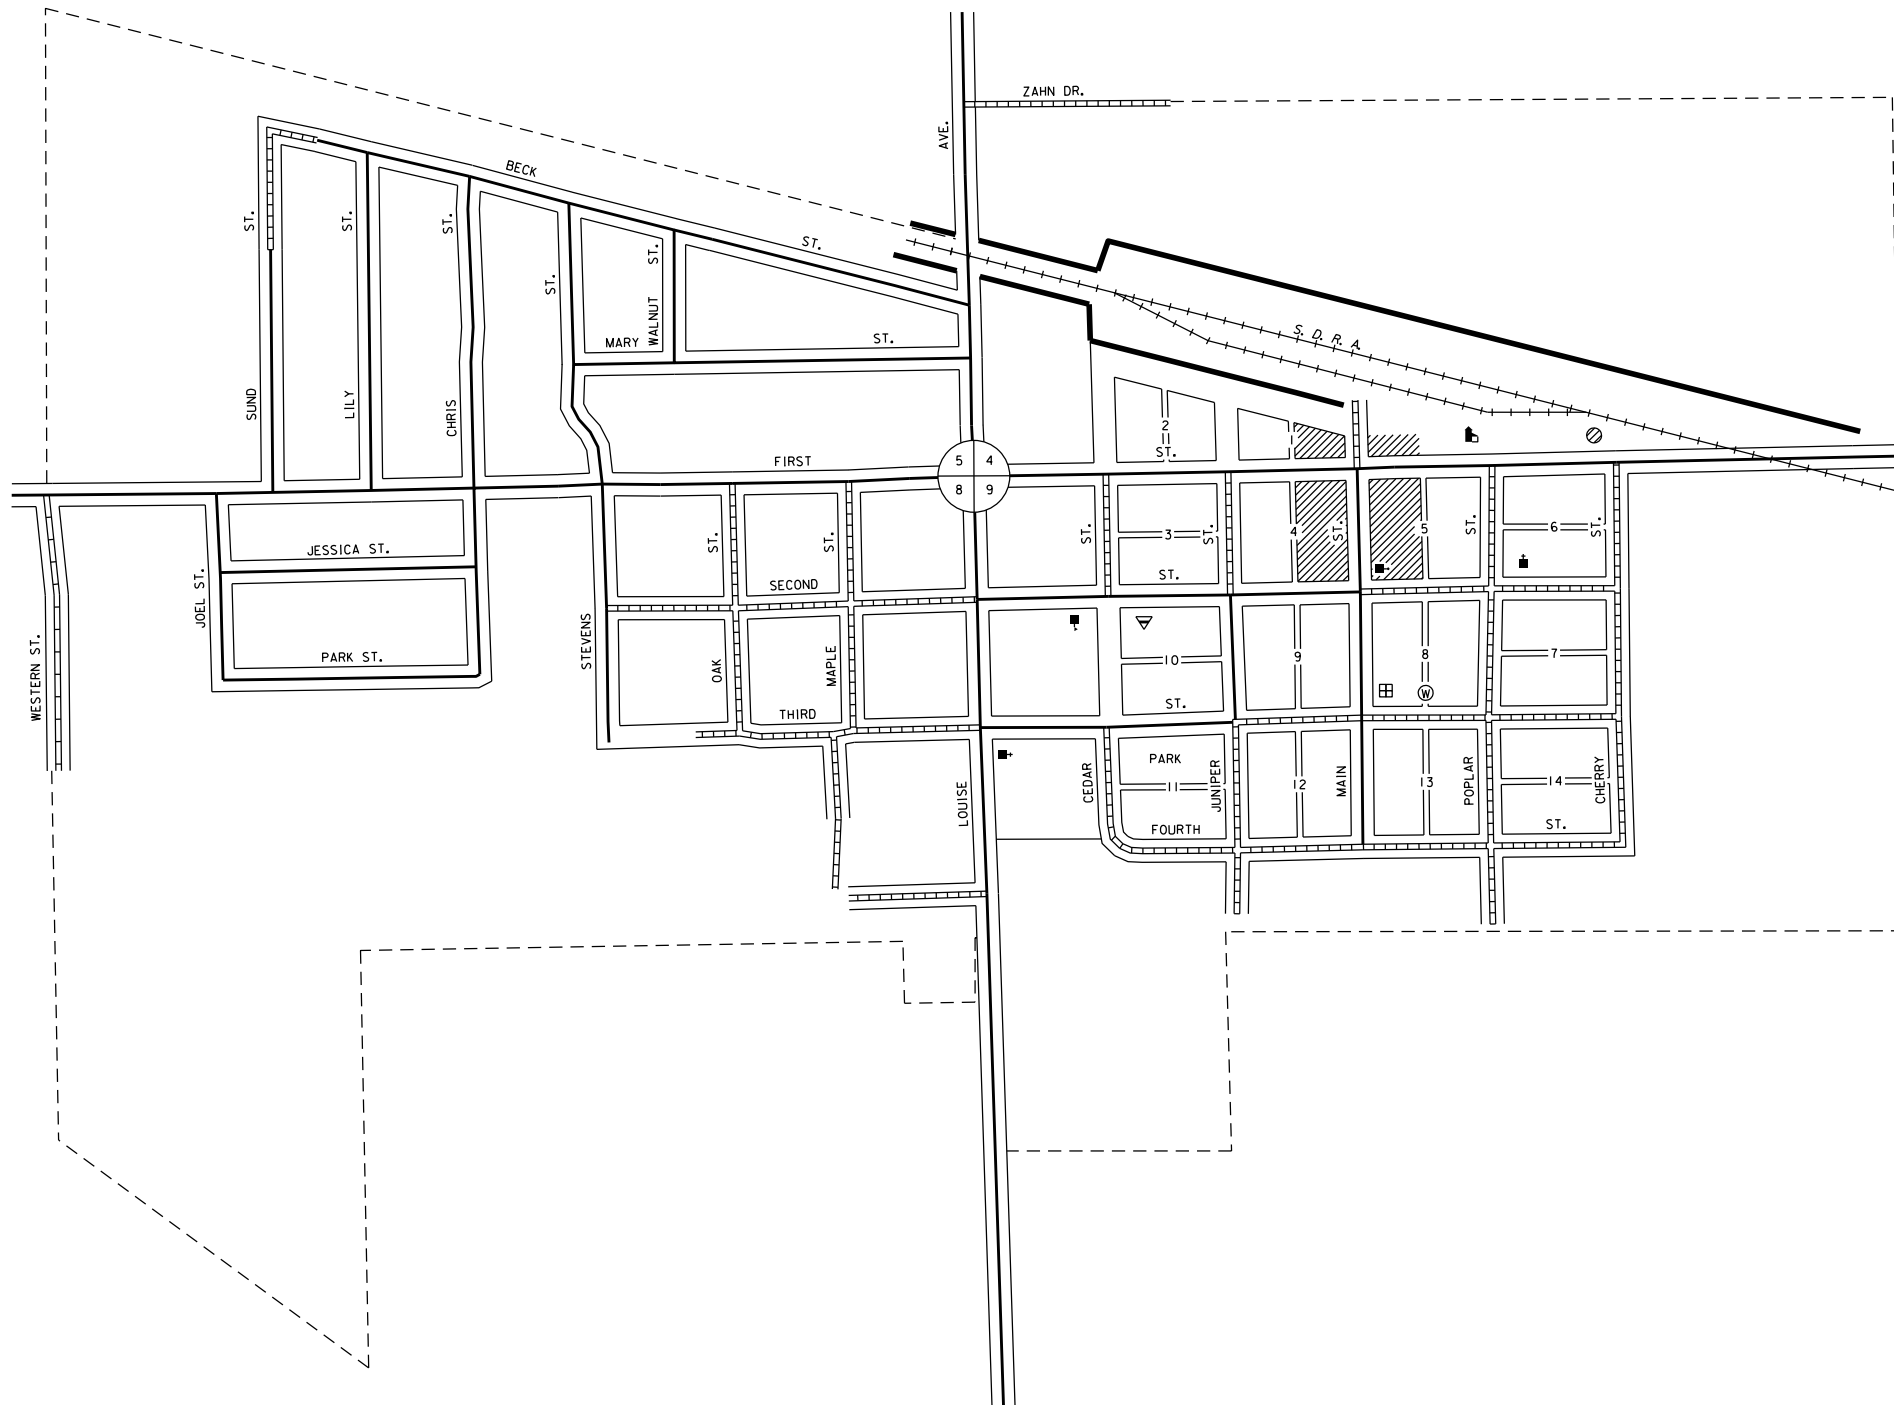 ZAHN DR.
AVE.
BECK
ST.
ST.
ST.
ST.
ST.
ST.
ST.
S. D. R. A.
MARY
WALNUT
ST.
SUND
LILY
CHRIS
2
ST.
FIRST
5 4
8 9
ST.
ST.
ST.
3
ST.
4
ST.
5
ST.
6
ST.
JESSICA ST.
SECOND
ST.
JOEL ST.
STEVENS
WESTERN ST.
PARK ST.
OAK
MAPLE
10
9
8
7
W
THIRD
ST.
LOUISE
CEDAR
PARK
11
JUNIPER
12
MAIN
13
POPLAR
14
CHERRY
FOURTH
ST.